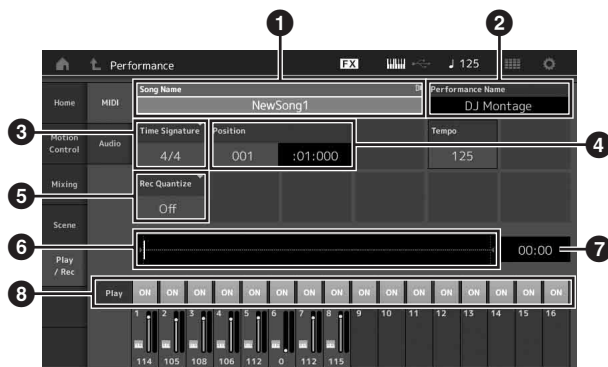 1
2
Performance
FX
♩ 125
Home
MIDI
Song Name
NewSong1
Performance Name
DJ Montage
3
Motion
Control
Audio
Time Signature
4/4
Position
001 :01:000
Tempo
125
4
Mixing
5
Rec Quantize
Off
Scene
6
Play
/ Rec
00:00
7
8
Play ON ON ON ON ON ON ON ON ON ON ON ON ON ON ON ON
1 2 3 4 5 6 7 8 9 10 11 12 13 14 15 16
114 105 108 106 112 0 112 115